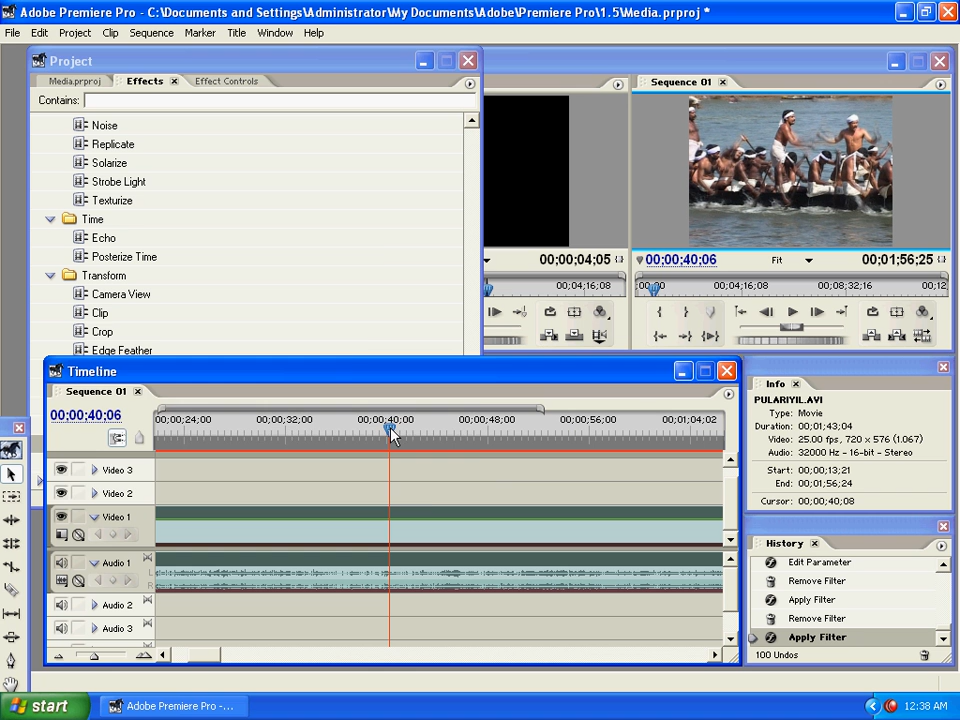 Adobe Premiere Pro - C:\Documents and Settings\Administrator\My Documents\Adobe\Premiere Pro\1.5\Media.prproj *
File Edit Project Clip Sequence Marker Title Window Help
Project
Media.prproj Effects Effect Controls
Contains:
Noise
Replicate
Solarize
Strobe Light
Texturize
Time
Echo
Posterize Time
Transform
Camera View
Clip
Crop
Edge Feather
00;00;04;05
00;04;16;08
Sequence 01
00;00;40;06 Fit 00;01;56;25
;00;00 00;04;16;08 00;08;32;16 00;12
Timeline
Sequence 01
00;00;40;06
00;00;24;00 00;00;32;00 00;00;40;00 00;00;48;00 00;00;56;00 00;01;04;02
Video 3
Video 2
Video 1
Audio 1
L
R
Audio 2
Audio 3
Info
PULARIYIL.AVI
Type: Movie
Duration: 00;01;43;04
Video: 25.00 fps, 720 x 576 (1.067)
Audio: 32000 Hz - 16-bit - Stereo
Start: 00;00;13;21
End: 00;01;56;24
Cursor: 00;00;40;08
History
Edit Parameter
Remove Filter
Apply Filter
Remove Filter
Apply Filter
100 Undos
start Adobe Premiere Pro -... 12:38 AM